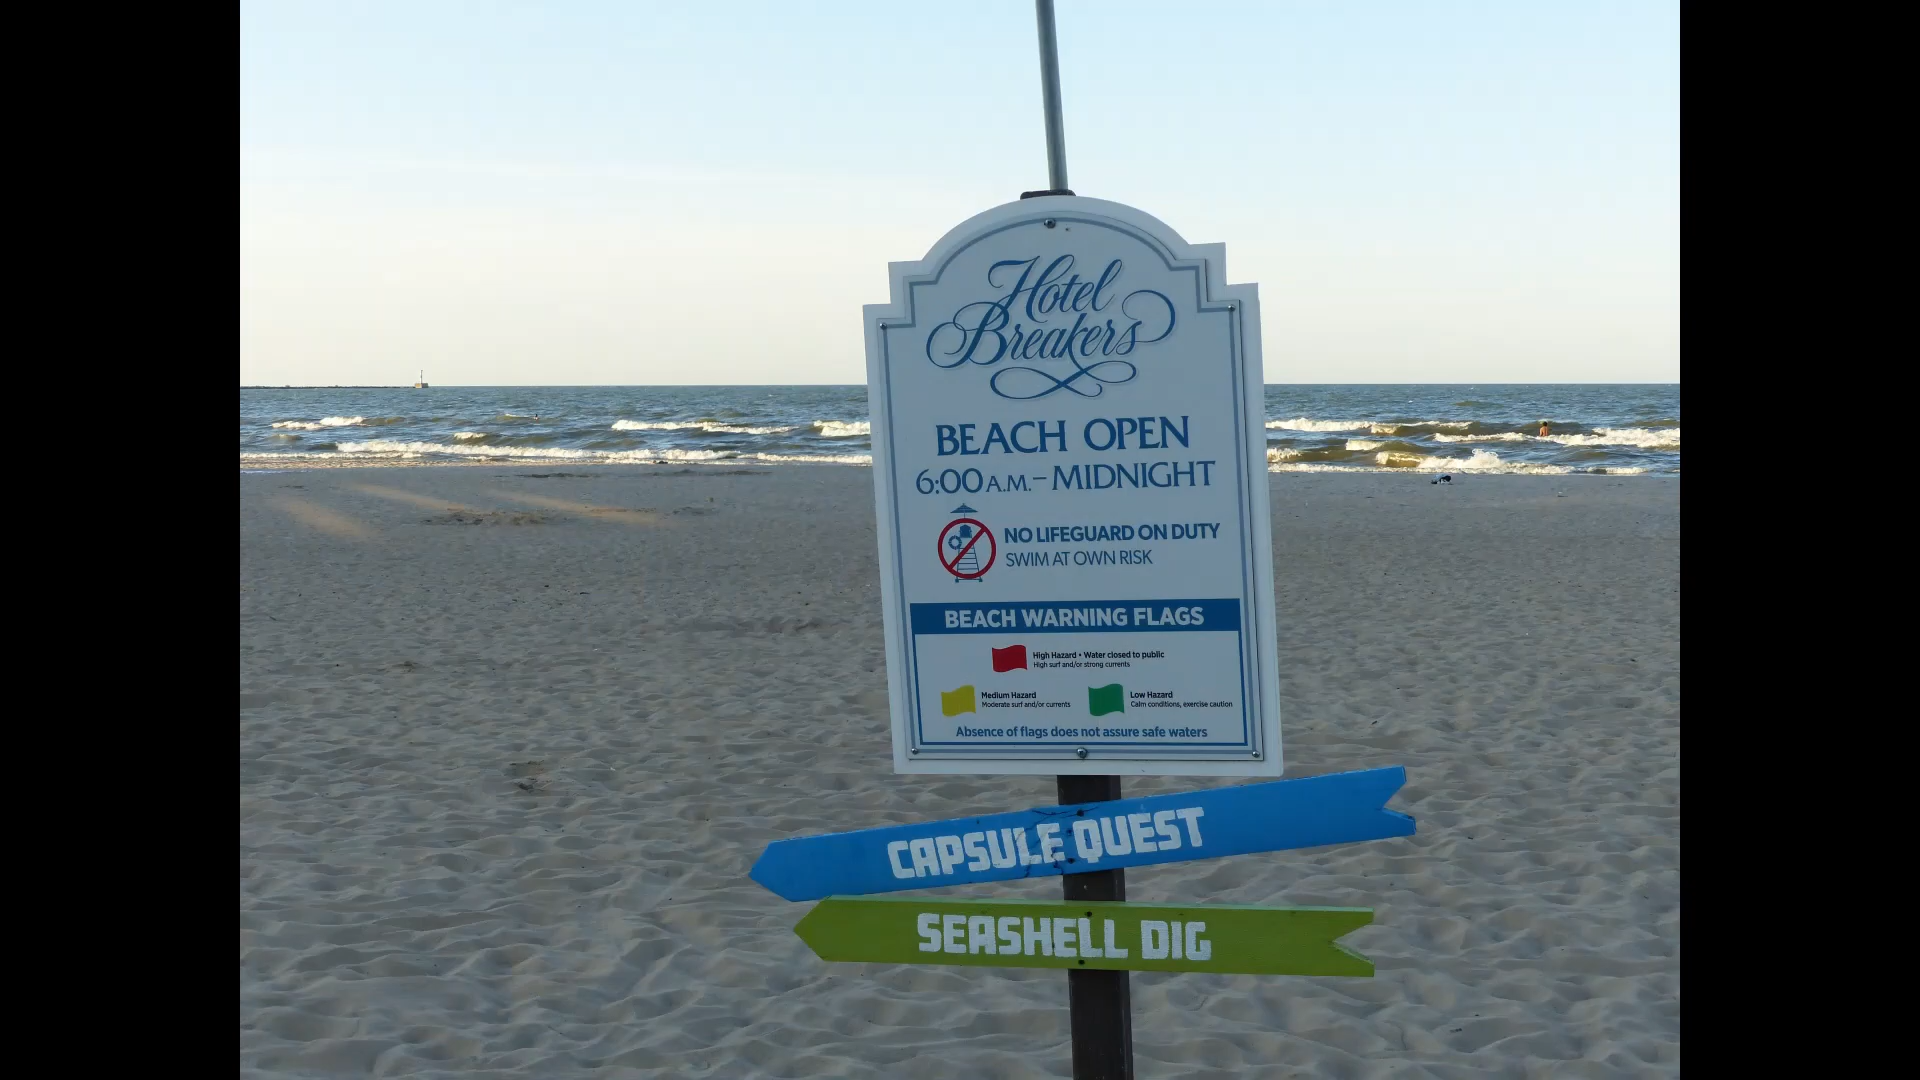 Hotel
Breakers
BEACH OPEN
6:00 A.M. – MIDNIGHT
NO LIFEGUARD ON DUTY
SWIM AT OWN RISK
BEACH WARNING FLAGS
High Hazard • Water closed to public
High surf and/or strong currents
Medium Hazard
Moderate surf and/or currents
Low Hazard
Calm conditions, exercise caution
Absence of flags does not assure safe waters
CAPSULE QUEST
SEASHELL DIG